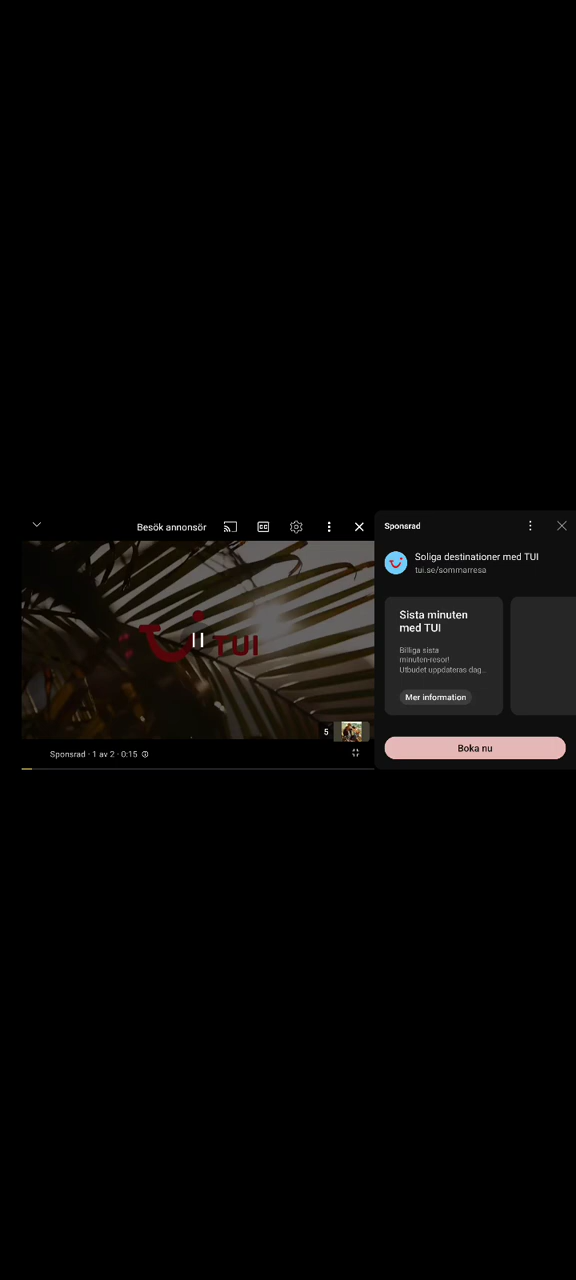 Besök annonsör
TUI
5
Sponsrad · 1 av 2 · 0:15
Sponsrad
Soliga destinationer med TUI
tui.se/sommarresa
Sista minuten
med TUI
Billiga sista
minuten-resor!
Utbudet uppdateras dag...
Mer information
Boka nu